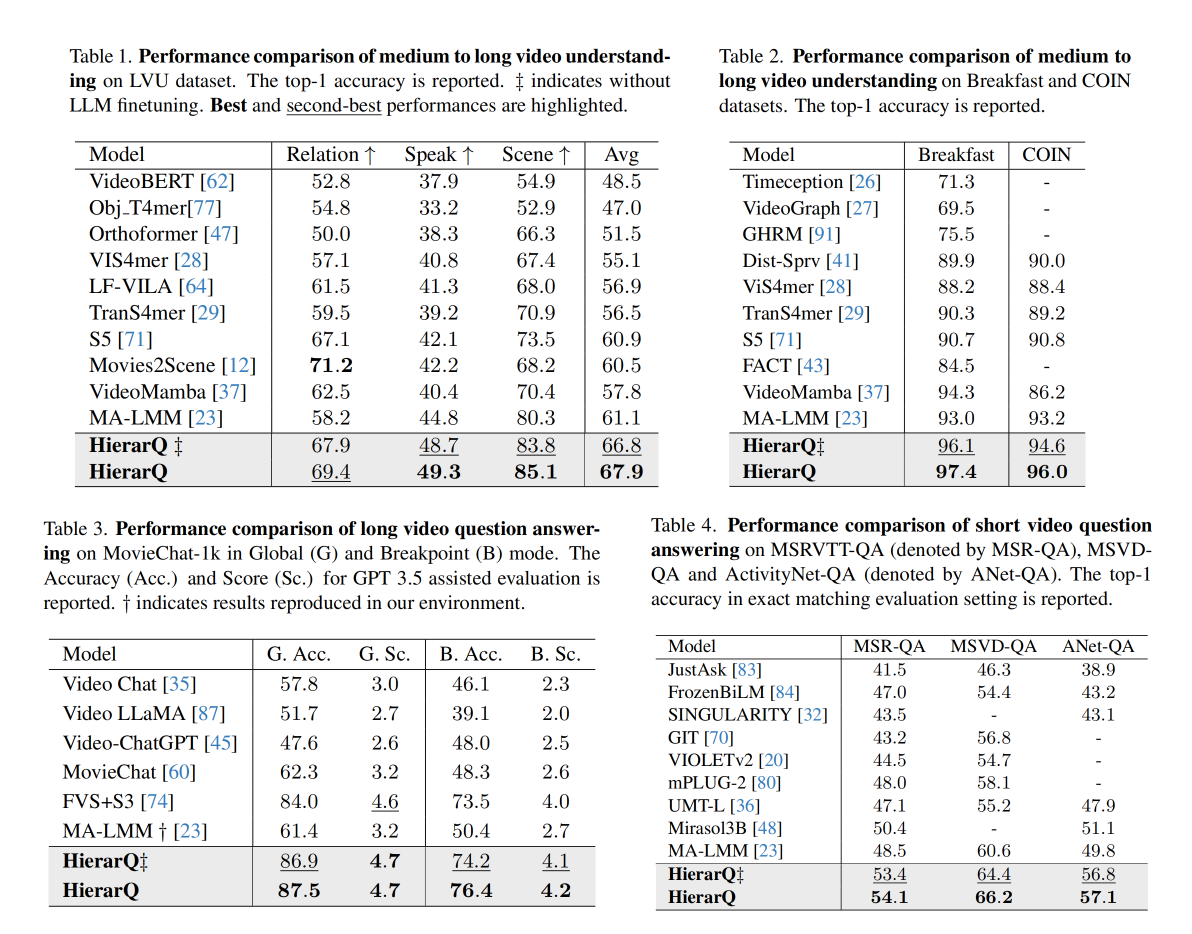 Table 1. Performance comparison of medium to long video understand-
ing on LVU dataset. The top-1 accuracy is reported. ‡ indicates without
LLM finetuning. Best and second-best performances are highlighted.
Model Relation ↑ Speak ↑ Scene ↑ Avg
VideoBERT [62] 52.8 37.9 54.9 48.5
Obj_T4mer[77] 54.8 33.2 52.9 47.0
Orthoformer [47] 50.0 38.3 66.3 51.5
VIS4mer [28] 57.1 40.8 67.4 55.1
LF-VILA [64] 61.5 41.3 68.0 56.9
TranS4mer [29] 59.5 39.2 70.9 56.5
S5 [71] 67.1 42.1 73.5 60.9
Movies2Scene [12] 71.2 42.2 68.2 60.5
VideoMamba [37] 62.5 40.4 70.4 57.8
MA-LMM [23] 58.2 44.8 80.3 61.1
HierarQ ‡ 67.9 48.7 83.8 66.8
HierarQ 69.4 49.3 85.1 67.9
Table 2. Performance comparison of medium to
long video understanding on Breakfast and COIN
datasets. The top-1 accuracy is reported.
Model Breakfast COIN
Timeception [26] 71.3 -
VideoGraph [27] 69.5 -
GHRM [91] 75.5 -
Dist-Sprv [41] 89.9 90.0
ViS4mer [28] 88.2 88.4
TranS4mer [29] 90.3 89.2
S5 [71] 90.7 90.8
FACT [43] 84.5 -
VideoMamba [37] 94.3 86.2
MA-LMM [23] 93.0 93.2
HierarQ‡ 96.1 94.6
HierarQ 97.4 96.0
Table 3. Performance comparison of long video question answer-
ing on MovieChat-1k in Global (G) and Breakpoint (B) mode. The
Accuracy (Acc.) and Score (Sc.) for GPT 3.5 assisted evaluation is
reported. † indicates results reproduced in our environment.
Model G. Acc. G. Sc. B. Acc. B. Sc.
Video Chat [35] 57.8 3.0 46.1 2.3
Video LLaMA [87] 51.7 2.7 39.1 2.0
Video-ChatGPT [45] 47.6 2.6 48.0 2.5
MovieChat [60] 62.3 3.2 48.3 2.6
FVS+S3 [74] 84.0 4.6 73.5 4.0
MA-LMM † [23] 61.4 3.2 50.4 2.7
HierarQ‡ 86.9 4.7 74.2 4.1
HierarQ 87.5 4.7 76.4 4.2
Table 4. Performance comparison of short video question
answering on MSRVTT-QA (denoted by MSR-QA), MSVD-
QA and ActivityNet-QA (denoted by ANet-QA). The top-1
accuracy in exact matching evaluation setting is reported.
Model MSR-QA MSVD-QA ANet-QA
JustAsk [83] 41.5 46.3 38.9
FrozenBiLM [84] 47.0 54.4 43.2
SINGULARITY [32] 43.5 - 43.1
GIT [70] 43.2 56.8 -
VIOLETv2 [20] 44.5 54.7 -
mPLUG-2 [80] 48.0 58.1 -
UMT-L [36] 47.1 55.2 47.9
Mirasol3B [48] 50.4 - 51.1
MA-LMM [23] 48.5 60.6 49.8
HierarQ‡ 53.4 64.4 56.8
HierarQ 54.1 66.2 57.1